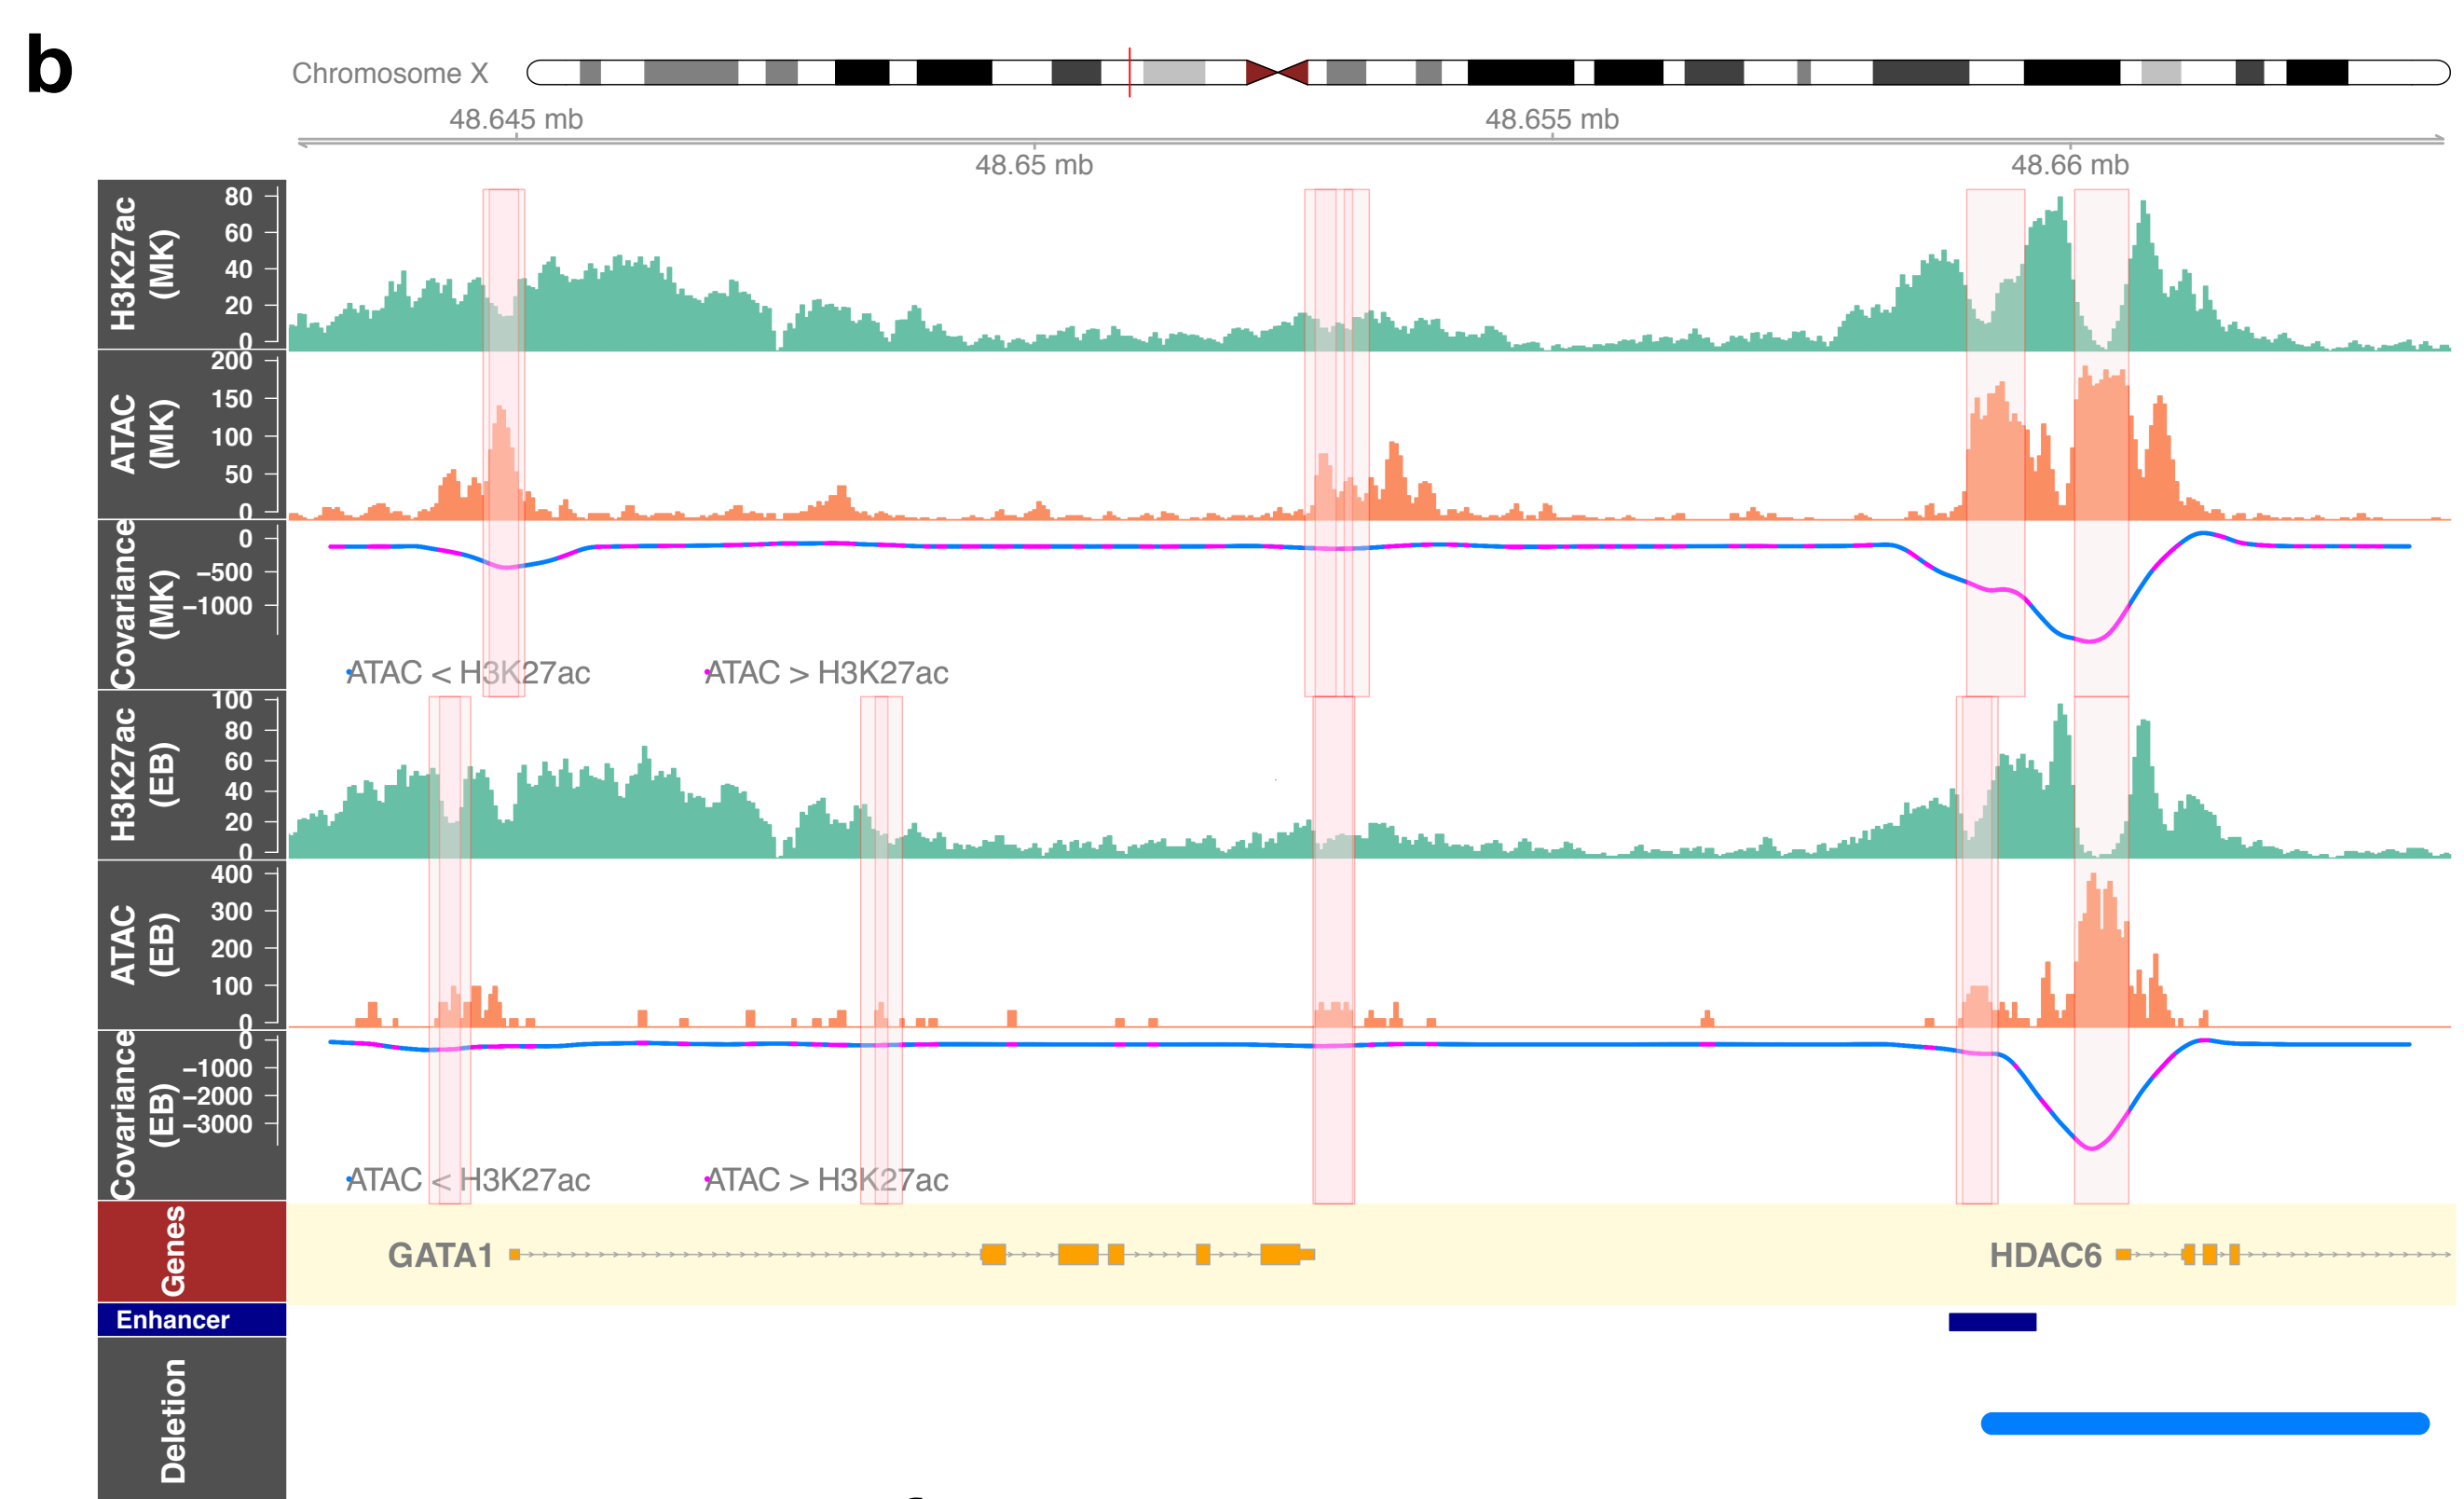 b
Chromosome X
48.645 mb
48.655 mb
48.65 mb
48.66 mb
H3K27ac
(MK)
80
60
40
20
0
ATAC
(MK)
200
150
100
50
0
Covariance
(MK)
0
−500
−1000
ATAC < H3K27ac
ATAC > H3K27ac
H3K27ac
(EB)
100
80
60
40
20
0
ATAC
(EB)
400
300
200
100
0
Covariance
(EB)
0
−1000
−2000
−3000
ATAC < H3K27ac
ATAC > H3K27ac
Genes
GATA1
HDAC6
Enhancer
Deletion